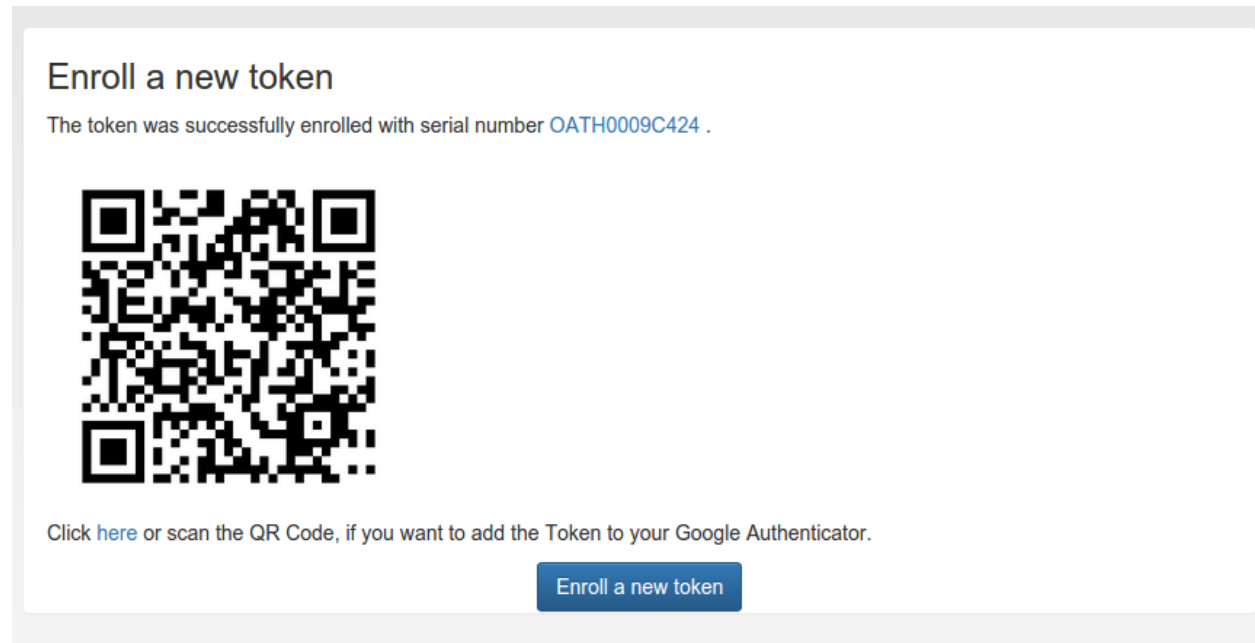 Enroll a new token
The token was successfully enrolled with serial number OATH0009C424 .
Click here or scan the QR Code, if you want to add the Token to your Google Authenticator.
Enroll a new token